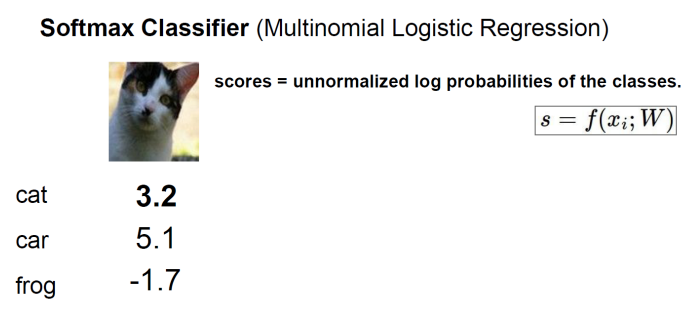 Softmax Classifier (Multinomial Logistic Regression)
scores = unnormalized log probabilities of the classes.
s = f(xᵢ; W)
cat 3.2
car 5.1
frog -1.7